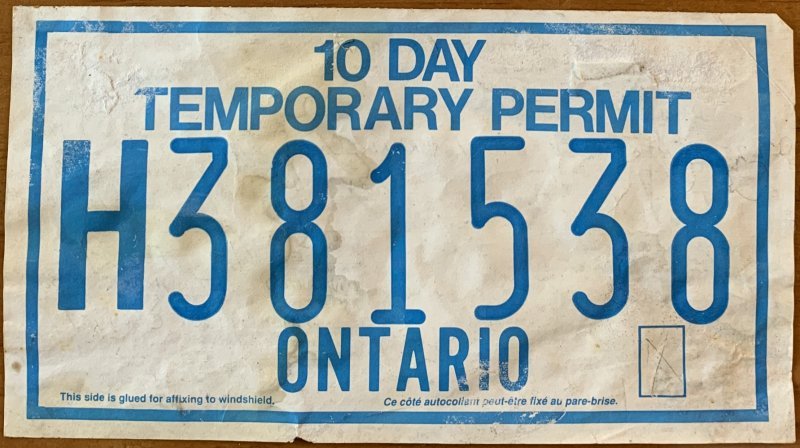 10 DAY
TEMPORARY PERMIT
H381538
ONTARIO
This side is glued for affixing to windshield.
Ce côté autocollant peut-être fixé au pare-brise.